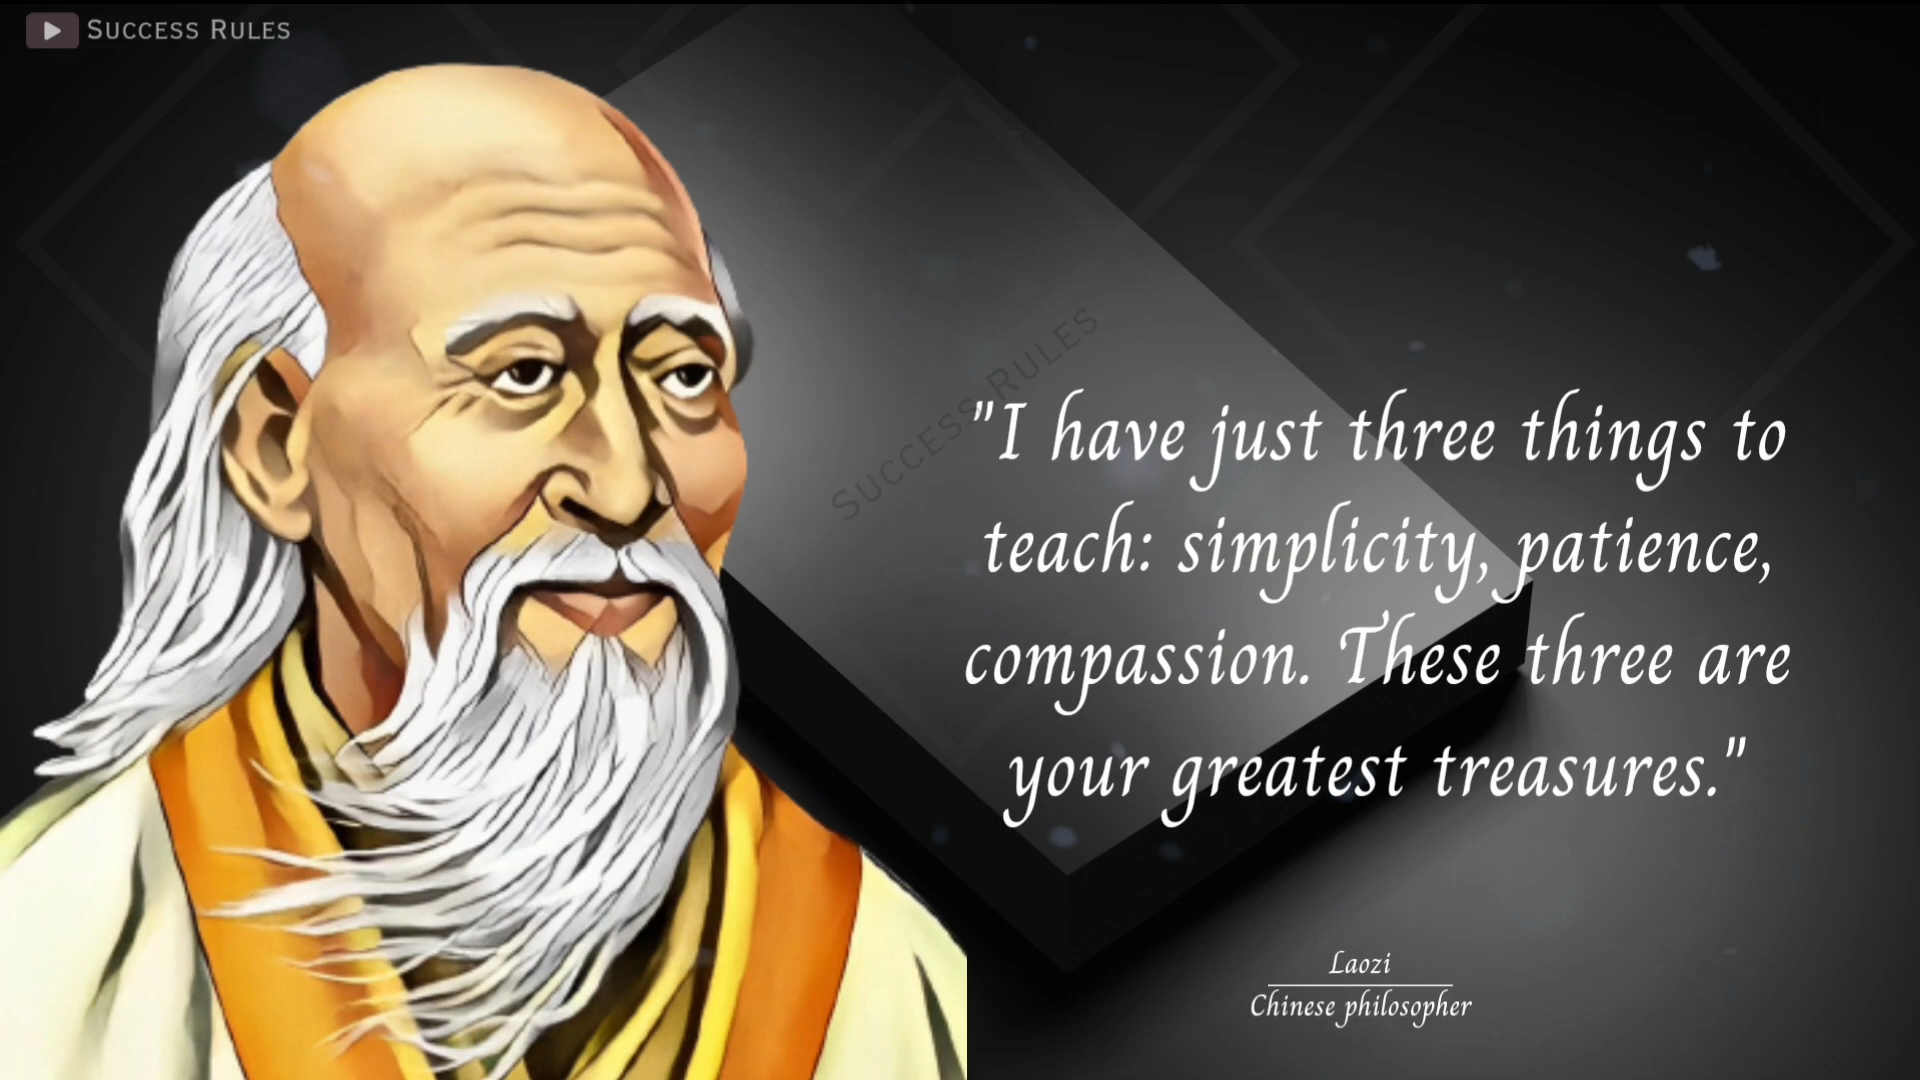 Success Rules
Success Rules
"I have just three things to
teach: simplicity, patience,
compassion. These three are
your greatest treasures."
Laozi
Chinese philosopher